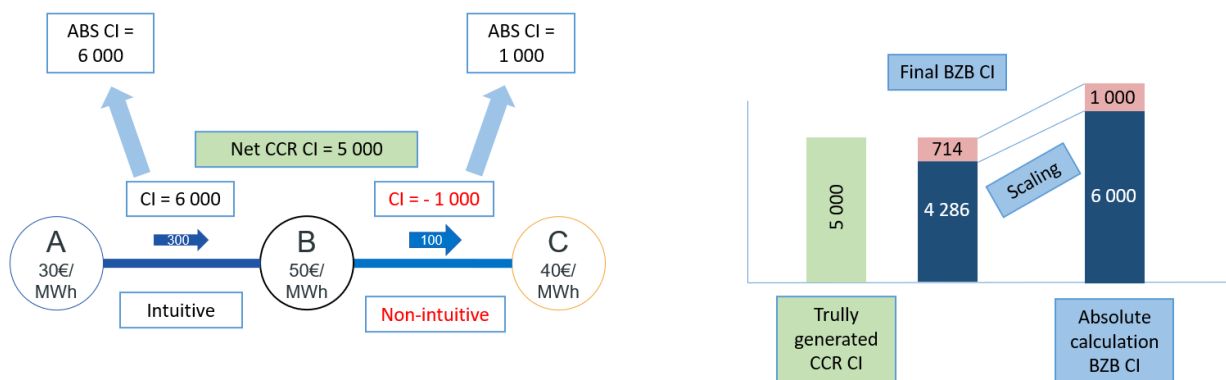 ABS CI =
6 000
ABS CI =
1 000
Net CCR CI = 5 000
CI = 6 000
CI = - 1 000
300
100
A
30€/
MWh
B
50€/
MWh
C
40€/
MWh
Intuitive
Non-intuitive
Final BZB CI
1 000
714
Scaling
5 000
4 286
6 000
Trully
generated
CCR CI
Absolute
calculation
BZB CI